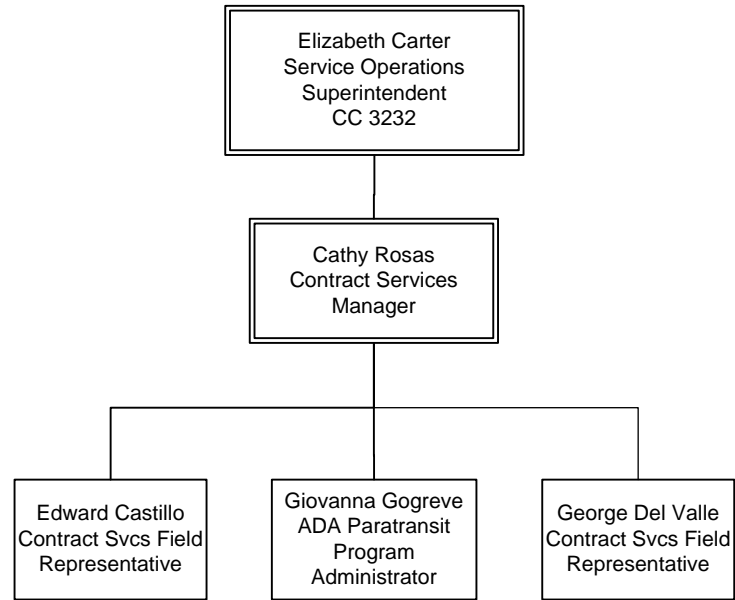 Elizabeth Carter
Service Operations
Superintendent
CC 3232
Cathy Rosas
Contract Services
Manager
Edward Castillo
Contract Svcs Field
Representative
Giovanna Gogreve
ADA Paratransit
Program
Administrator
George Del Valle
Contract Svcs Field
Representative